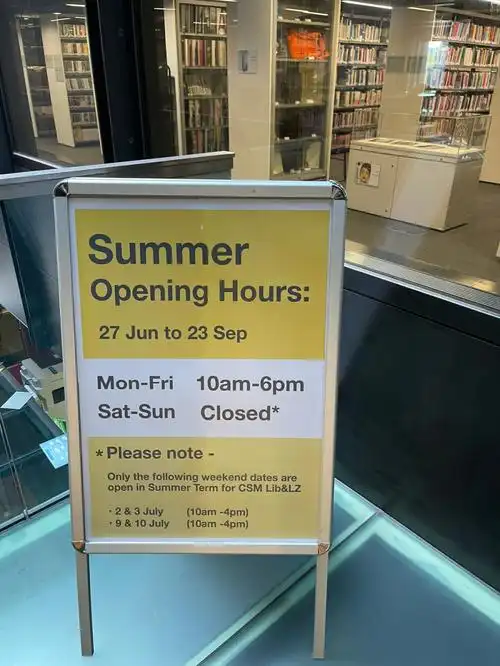 Summer
Opening Hours:
27 Jun to 23 Sep
Mon-Fri 10am-6pm
Sat-Sun Closed*
* Please note -
Only the following weekend dates are
open in Summer Term for CSM Lib&LZ
· 2 & 3 July (10am -4pm)
· 9 & 10 July (10am -4pm)